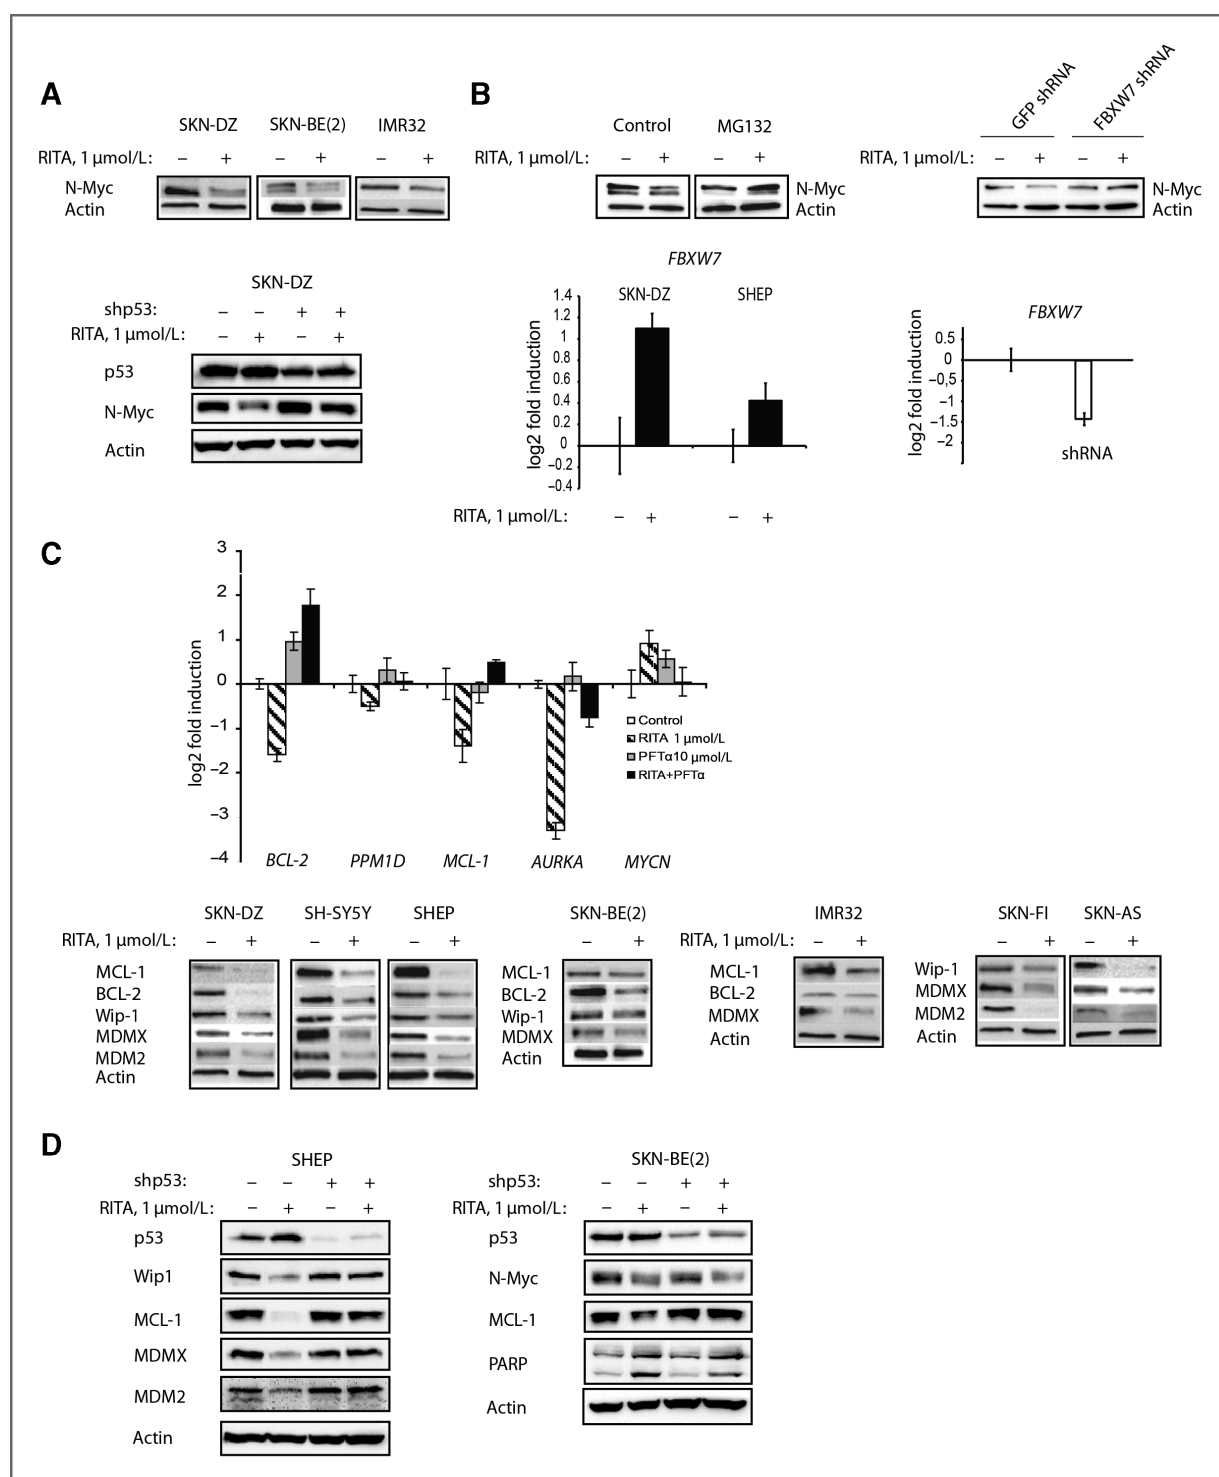 A
SKN-DZ SKN-BE(2) IMR32
RITA, 1 μmol/L: – + – + – +
N-Myc
Actin
SKN-DZ
shp53: – – + +
RITA, 1 μmol/L: – + – +
p53
N-Myc
Actin
B
Control MG132
RITA, 1 μmol/L: – + – +
N-Myc
Actin
GFP shRNA FBXW7 shRNA
RITA, 1 μmol/L: – + – +
N-Myc
Actin
FBXW7
SKN-DZ SHEP
log2 fold induction
1.4
1.2
1
0.8
0.6
0.4
0.2
0
–0.2
–0.4
RITA, 1 μmol/L: – + – +
FBXW7
log2 fold induction
0.5
0
–0,5
–1
–1.5
–2
shRNA
C
log2 fold induction
3
2
1
0
–1
–2
–3
–4
Control
RITA 1 μmol/L
PFTα10 μmol/L
RITA+PFTα
BCL-2 PPM1D MCL-1 AURKA MYCN
SKN-DZ SH-SY5Y SHEP
RITA, 1 μmol/L: – + – + – +
MCL-1
BCL-2
Wip-1
MDMX
MDM2
Actin
SKN-BE(2)
– +
MCL-1
BCL-2
Wip-1
MDMX
Actin
IMR32
RITA, 1 μmol/L: – +
MCL-1
BCL-2
MDMX
Actin
SKN-FI SKN-AS
– + – +
Wip-1
MDMX
MDM2
Actin
D
SHEP
shp53: – – + +
RITA, 1 μmol/L: – + – +
p53
Wip1
MCL-1
MDMX
MDM2
Actin
SKN-BE(2)
shp53: – – + +
RITA, 1 μmol/L: – + – +
p53
N-Myc
MCL-1
PARP
Actin